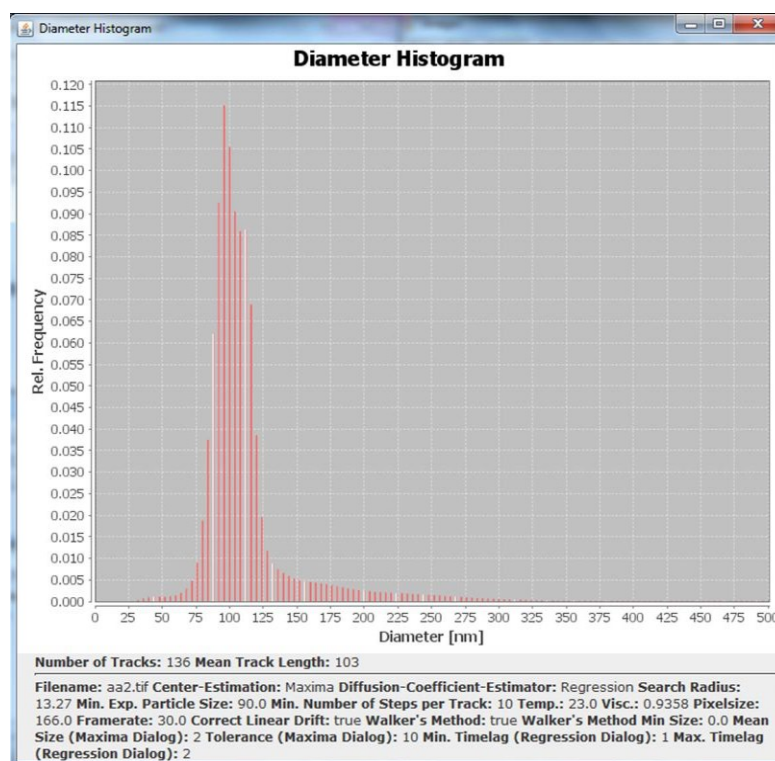 Diameter Histogram
Diameter Histogram
0.120
0.115
0.110
0.105
0.100
0.095
0.090
0.085
0.080
0.075
0.070
0.065
0.060
0.055
0.050
0.045
0.040
0.035
0.030
0.025
0.020
0.015
0.010
0.005
0.000
Rel. Frequency
0 25 50 75 100 125 150 175 200 225 250 275 300 325 350 375 400 425 450 475 500
Diameter [nm]
Number of Tracks: 136 Mean Track Length: 103
Filename: aa2.tif Center-Estimation: Maxima Diffusion-Coefficient-Estimator: Regression Search Radius:
13.27 Min. Exp. Particle Size: 90.0 Min. Number of Steps per Track: 10 Temp.: 23.0 Visc.: 0.9358 Pixelsize:
166.0 Framerate: 30.0 Correct Linear Drift: true Walker's Method: true Walker's Method Min Size: 0.0 Mean
Size (Maxima Dialog): 2 Tolerance (Maxima Dialog): 10 Min. Timelag (Regression Dialog): 1 Max. Timelag
(Regression Dialog): 2